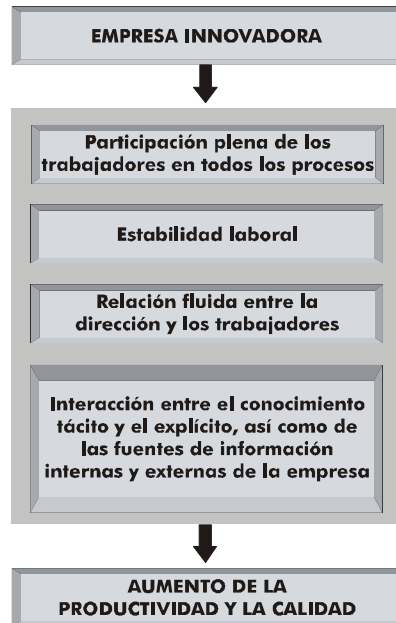 EMPRESA INNOVADORA
Participación plena de los
trabajadores en todos los procesos
Estabilidad laboral
Relación fluida entre la
dirección y los trabajadores
Interacción entre el conocimiento
tácito y el explícito, así como de
las fuentes de información
internas y externas de la empresa
AUMENTO DE LA
PRODUCTIVIDAD Y LA CALIDAD